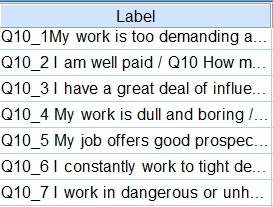 Label
Q10_1My work is too demanding a...
Q10_2 I am well paid / Q10 How m...
Q10_3 I have a great deal of influe...
Q10_4 My work is dull and boring /...
Q10_5 My job offers good prospec...
Q10_6 I constantly work to tight de...
Q10_7 I work in dangerous or unh...